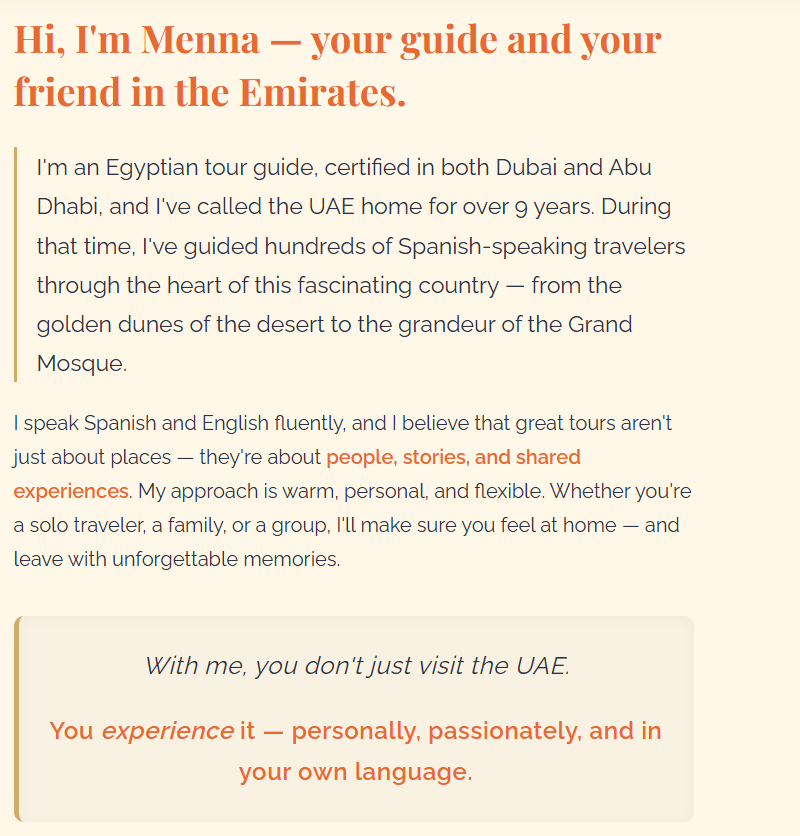 Hi, I'm Menna — your guide and your
friend in the Emirates.
I'm an Egyptian tour guide, certified in both Dubai and Abu
Dhabi, and I've called the UAE home for over 9 years. During
that time, I've guided hundreds of Spanish-speaking travelers
through the heart of this fascinating country — from the
golden dunes of the desert to the grandeur of the Grand
Mosque.
I speak Spanish and English fluently, and I believe that great tours aren't
just about places — they're about people, stories, and shared
experiences. My approach is warm, personal, and flexible. Whether you're
a solo traveler, a family, or a group, I'll make sure you feel at home — and
leave with unforgettable memories.
With me, you don't just visit the UAE.
You experience it — personally, passionately, and in
your own language.